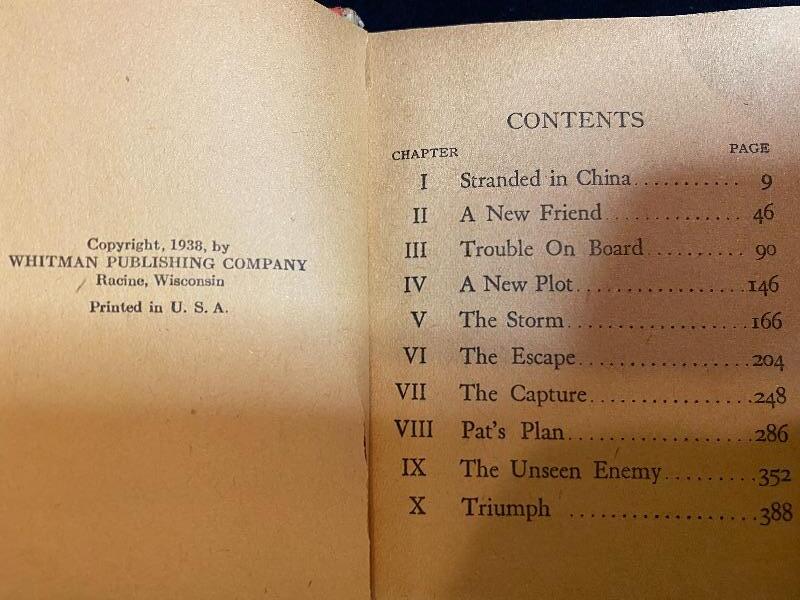 Copyright, 1938, by
WHITMAN PUBLISHING COMPANY
Racine, Wisconsin
Printed in U. S. A.
CONTENTS
CHAPTER PAGE
I Stranded in China........... 9
II A New Friend............. 46
III Trouble On Board.......... 90
IV A New Plot.................146
V The Storm..................166
VI The Escape.................204
VII The Capture................248
VIII Pat's Plan..................286
IX The Unseen Enemy.........352
X Triumph ...................388